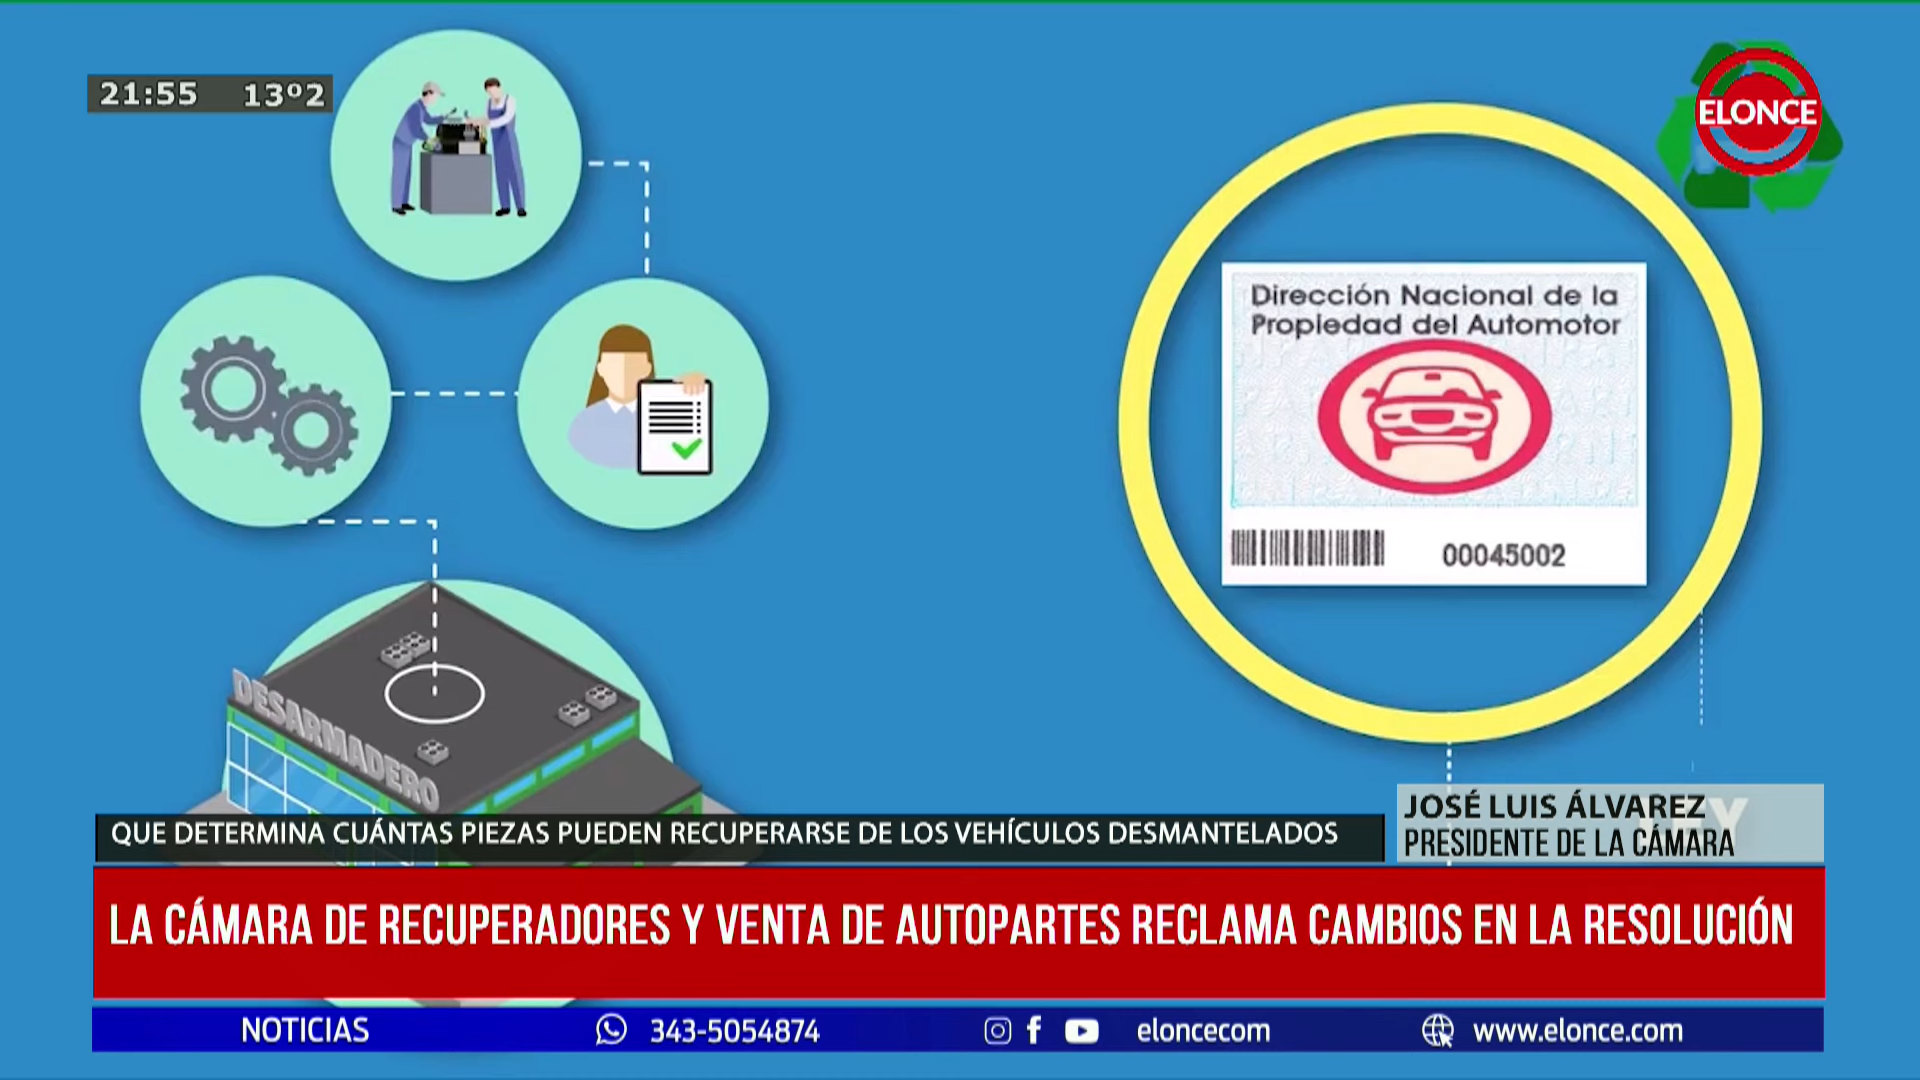 21:55 13º2
ELONCE
Dirección Nacional de la
Propiedad del Automotor
00045002
DESARMADERO
JOSÉ LUIS ÁLVAREZ
PRESIDENTE DE LA CÁMARA
QUE DETERMINA CUÁNTAS PIEZAS PUEDEN RECUPERARSE DE LOS VEHÍCULOS DESMANTELADOS
LA CÁMARA DE RECUPERADORES Y VENTA DE AUTOPARTES RECLAMA CAMBIOS EN LA RESOLUCIÓN
NOTICIAS 343-5054874 eloncecom www.elonce.com